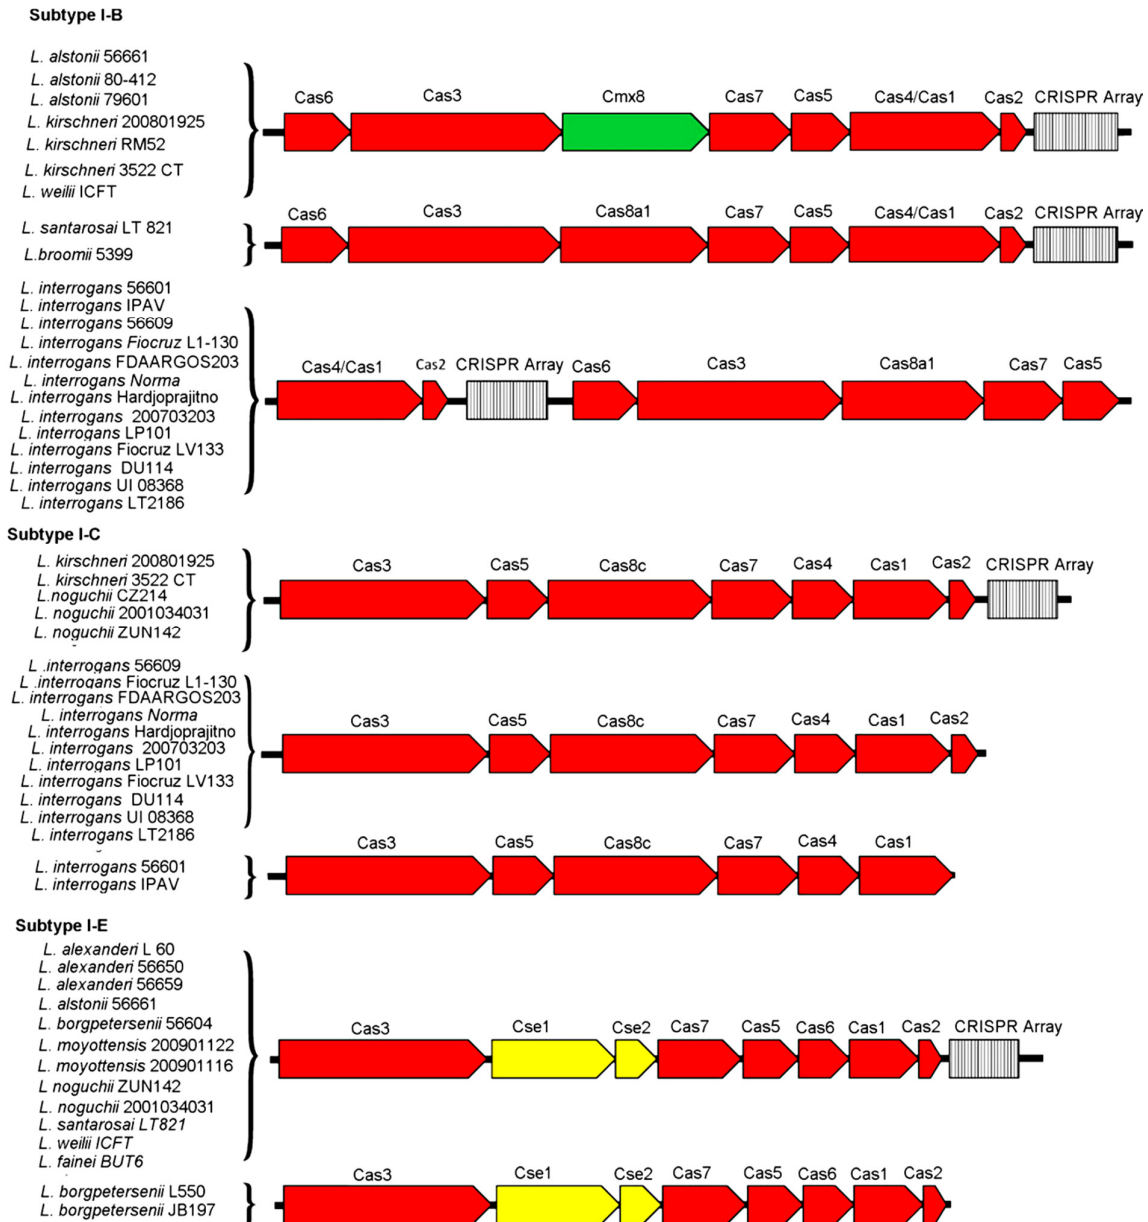 Subtype I-B
L. alstonii 56661
L. alstonii 80-412
L. alstonii 79601
L. kirschneri 200801925
L. kirschneri RM52
L. kirschneri 3522 CT
L. weilii ICFT
Cas6 Cas3 Cmx8 Cas7 Cas5 Cas4/Cas1 Cas2 CRISPR Array
L. santarosai LT 821
L.broomii 5399
Cas6 Cas3 Cas8a1 Cas7 Cas5 Cas4/Cas1 Cas2 CRISPR Array
L. interrogans 56601
L. interrogans IPAV
L. interrogans 56609
L. interrogans Fiocruz L1-130
L. interrogans FDAARGOS203
L. interrogans Norma
L. interrogans Hardjoprajitno
L. interrogans 200703203
L. interrogans LP101
L. interrogans Fiocruz LV133
L. interrogans DU114
L. interrogans UI 08368
L. interrogans LT2186
Cas4/Cas1 Cas2 CRISPR Array Cas6 Cas3 Cas8a1 Cas7 Cas5
Subtype I-C
L. kirschneri 200801925
L. kirschneri 3522 CT
L.noguchii CZ214
L. noguchii 2001034031
L. noguchii ZUN142
Cas3 Cas5 Cas8c Cas7 Cas4 Cas1 Cas2 CRISPR Array
L .interrogans 56609
L .interrogans Fiocruz L1-130
L. interrogans FDAARGOS203
L. interrogans Norma
L. interrogans Hardjoprajitno
L. interrogans 200703203
L. interrogans LP101
L. interrogans Fiocruz LV133
L. interrogans DU114
L. interrogans UI 08368
L. interrogans LT2186
Cas3 Cas5 Cas8c Cas7 Cas4 Cas1 Cas2
L. interrogans 56601
L. interrogans IPAV
Cas3 Cas5 Cas8c Cas7 Cas4 Cas1
Subtype I-E
L. alexanderi L 60
L. alexanderi 56650
L. alexanderi 56659
L. alstonii 56661
L. borgpetersenii 56604
L. moyottensis 200901122
L. moyottensis 200901116
L noguchii ZUN142
L. noguchii 2001034031
L. santarosai LT821
L. weilii ICFT
L. fainei BUT6
Cas3 Cse1 Cse2 Cas7 Cas5 Cas6 Cas1 Cas2 CRISPR Array
L. borgpetersenii L550
L. borgpetersenii JB197
Cas3 Cse1 Cse2 Cas7 Cas5 Cas6 Cas1 Cas2